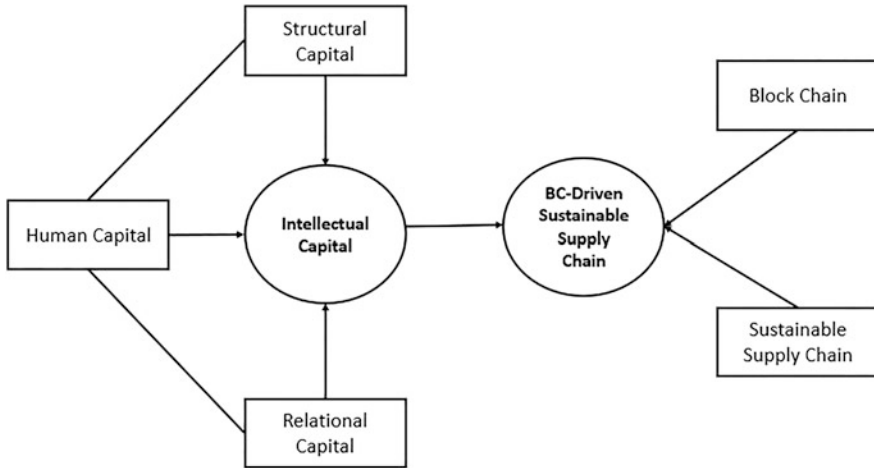 Structural
Capital
Block Chain
Human Capital
Intellectual
Capital
BC-Driven
Sustainable
Supply
Chain
Sustainable
Supply Chain
Relational
Capital